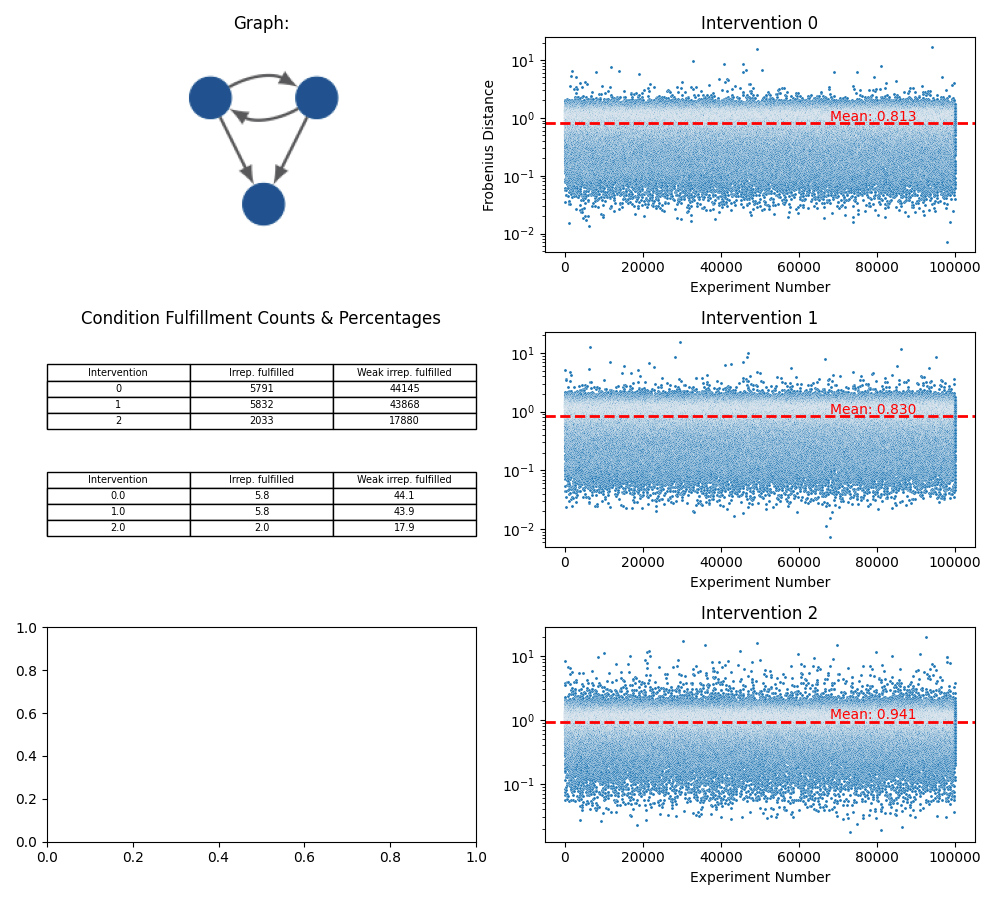 Graph:
Condition Fulfillment Counts & Percentages
Intervention Irrep. fulfilled Weak irrep. fulfilled
0 5791 44145
1 5832 43868
2 2033 17880
Intervention Irrep. fulfilled Weak irrep. fulfilled
0.0 5.8 44.1
1.0 5.8 43.9
2.0 2.0 17.9
1.0
0.8
0.6
0.4
0.2
0.0
0.0 0.2 0.4 0.6 0.8 1.0
Intervention 0
Frobenius Distance
10^1
10^0
10^-1
10^-2
Mean: 0.813
0 20000 40000 60000 80000 100000
Experiment Number
Intervention 1
10^1
10^0
10^-1
10^-2
Mean: 0.830
0 20000 40000 60000 80000 100000
Experiment Number
Intervention 2
10^1
10^0
10^-1
Mean: 0.941
0 20000 40000 60000 80000 100000
Experiment Number